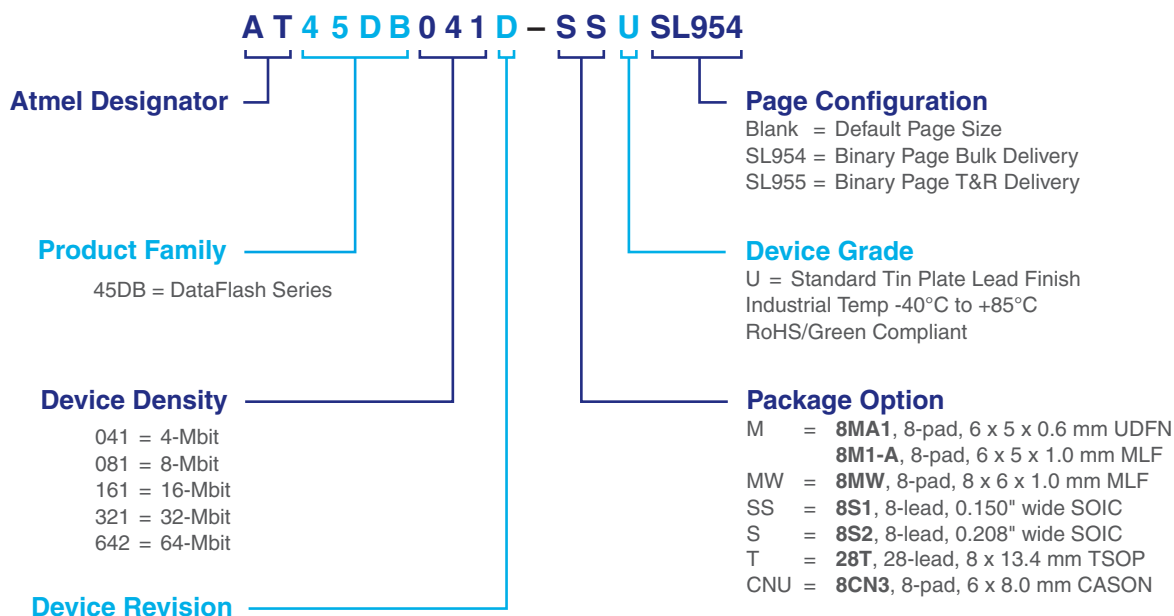 AT45DB041D – SSU SL954
Atmel Designator
Product Family
45DB = DataFlash Series
Device Density
041 = 4-Mbit
081 = 8-Mbit
161 = 16-Mbit
321 = 32-Mbit
642 = 64-Mbit
Device Revision
Page Configuration
Blank = Default Page Size
SL954 = Binary Page Bulk Delivery
SL955 = Binary Page T&R Delivery
Device Grade
U = Standard Tin Plate Lead Finish
Industrial Temp -40°C to +85°C
RoHS/Green Compliant
Package Option
M = 8MA1, 8-pad, 6 x 5 x 0.6 mm UDFN
8M1-A, 8-pad, 6 x 5 x 1.0 mm MLF
MW = 8MW, 8-pad, 8 x 6 x 1.0 mm MLF
SS = 8S1, 8-lead, 0.150" wide SOIC
S = 8S2, 8-lead, 0.208" wide SOIC
T = 28T, 28-lead, 8 x 13.4 mm TSOP
CNU = 8CN3, 8-pad, 6 x 8.0 mm CASON